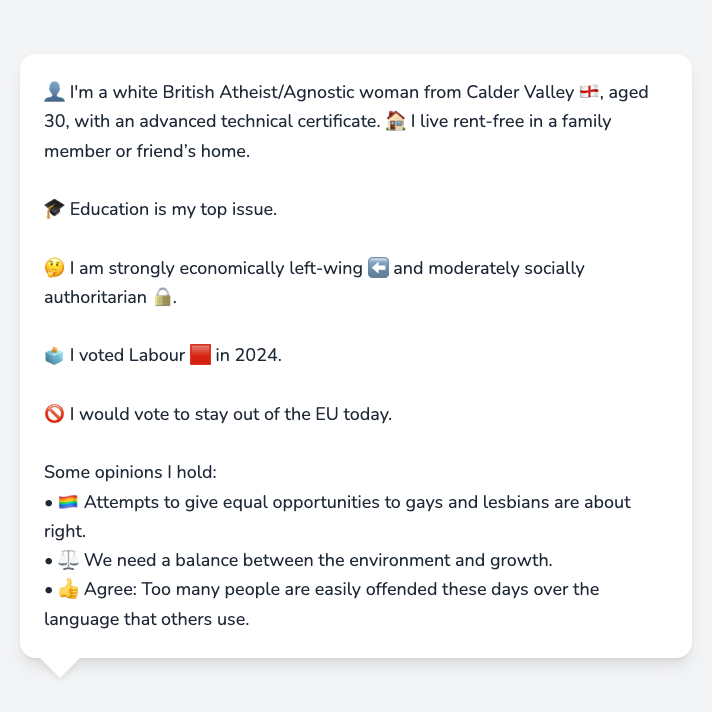 👤 I'm a white British Atheist/Agnostic woman from Calder Valley 🏴󠁧󠁢󠁥󠁮󠁧󠁿, aged
30, with an advanced technical certificate. 🏠 I live rent-free in a family
member or friend’s home.
🎓 Education is my top issue.
🤔 I am strongly economically left-wing ⬅️ and moderately socially
authoritarian 🔒.
🗳️ I voted Labour 🟥 in 2024.
🚫 I would vote to stay out of the EU today.
Some opinions I hold:
• 🏳️‍🌈 Attempts to give equal opportunities to gays and lesbians are about
right.
• ⚖️ We need a balance between the environment and growth.
• 👍 Agree: Too many people are easily offended these days over the
language that others use.